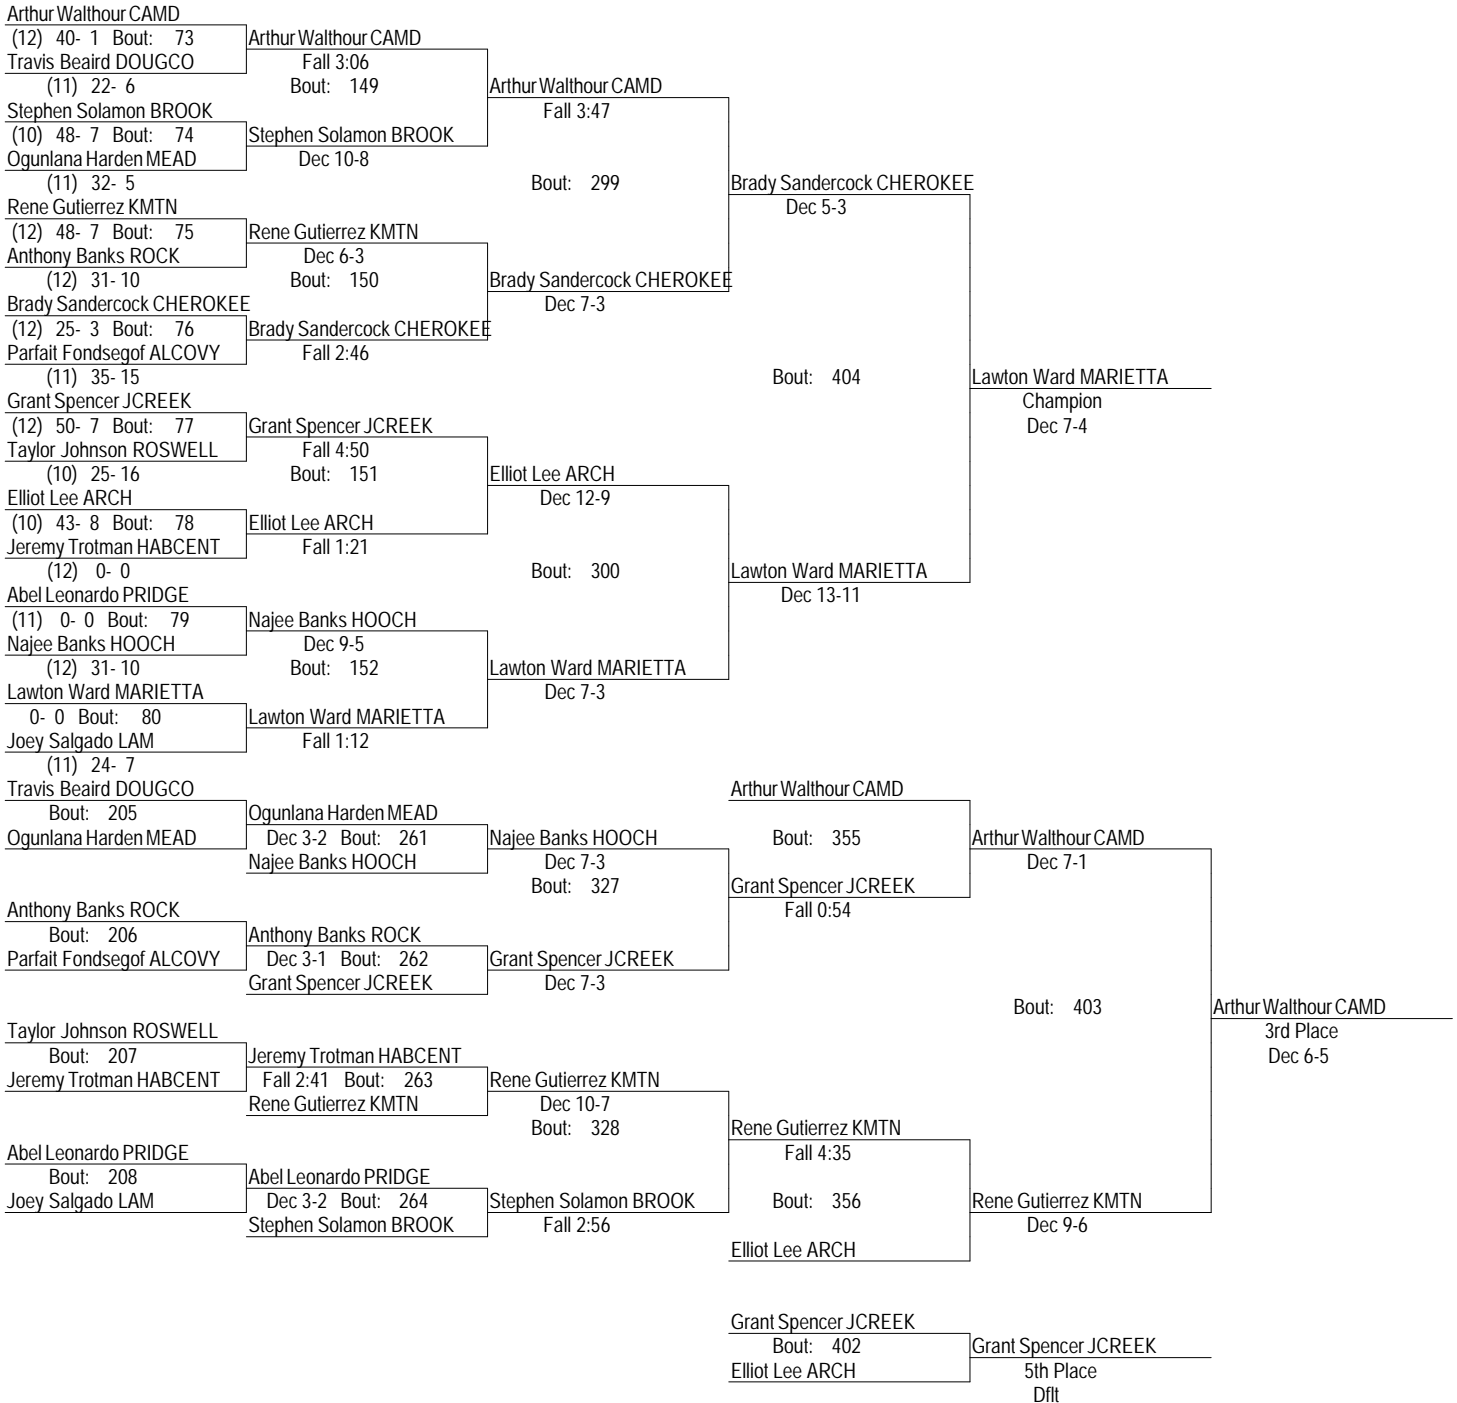 Arthur Walthour CAMD
(12) 40- 1 Bout: 73 Arthur Walthour CAMD
Travis Beaird DOUGCO Fall 3:06
(11) 22- 6 Bout: 149 Arthur Walthour CAMD
Stephen Solamon BROOK Fall 3:47
(10) 48- 7 Bout: 74 Stephen Solamon BROOK
Ogunlana Harden MEAD Dec 10-8
(11) 32- 5 Bout: 299 Brady Sandercock CHEROKEE
Rene Gutierrez KMTN Dec 5-3
(12) 48- 7 Bout: 75 Rene Gutierrez KMTN
Anthony Banks ROCK Dec 6-3
(12) 31- 10 Bout: 150 Brady Sandercock CHEROKEE
Brady Sandercock CHEROKEE Dec 7-3
(12) 25- 3 Bout: 76 Brady Sandercock CHEROKEE
Parfait Fondsegof ALCOVY Fall 2:46
(11) 35- 15 Bout: 404 Lawton Ward MARIETTA
Grant Spencer JCREEK Champion
(12) 50- 7 Bout: 77 Grant Spencer JCREEK Dec 7-4
Taylor Johnson ROSWELL Fall 4:50
(10) 25- 16 Bout: 151 Elliot Lee ARCH
Elliot Lee ARCH Dec 12-9
(10) 43- 8 Bout: 78 Elliot Lee ARCH
Jeremy Trotman HABCENT Fall 1:21
(12) 0- 0 Bout: 300 Lawton Ward MARIETTA
Abel Leonardo PRIDGE Dec 13-11
(11) 0- 0 Bout: 79 Najee Banks HOOCH
Najee Banks HOOCH Dec 9-5
(12) 31- 10 Bout: 152 Lawton Ward MARIETTA
Lawton Ward MARIETTA Dec 7-3
0- 0 Bout: 80 Lawton Ward MARIETTA
Joey Salgado LAM Fall 1:12
(11) 24- 7
Travis Beaird DOUGCO Arthur Walthour CAMD
Bout: 205 Ogunlana Harden MEAD
Ogunlana Harden MEAD Dec 3-2 Bout: 261 Najee Banks HOOCH Bout: 355 Arthur Walthour CAMD
Najee Banks HOOCH Dec 7-3 Dec 7-1
Bout: 327 Grant Spencer JCREEK
Anthony Banks ROCK Fall 0:54
Bout: 206 Anthony Banks ROCK
Parfait Fondsegof ALCOVY Dec 3-1 Bout: 262 Grant Spencer JCREEK
Grant Spencer JCREEK Dec 7-3
Bout: 403 Arthur Walthour CAMD
Taylor Johnson ROSWELL 3rd Place
Bout: 207 Jeremy Trotman HABCENT Dec 6-5
Jeremy Trotman HABCENT Fall 2:41 Bout: 263 Rene Gutierrez KMTN
Rene Gutierrez KMTN Dec 10-7
Bout: 328 Rene Gutierrez KMTN
Abel Leonardo PRIDGE Fall 4:35
Bout: 208 Abel Leonardo PRIDGE
Joey Salgado LAM Dec 3-2 Bout: 264 Stephen Solamon BROOK Bout: 356 Rene Gutierrez KMTN
Stephen Solamon BROOK Fall 2:56 Dec 9-6
Elliot Lee ARCH
Grant Spencer JCREEK
Bout: 402 Grant Spencer JCREEK
Elliot Lee ARCH 5th Place
Dflt